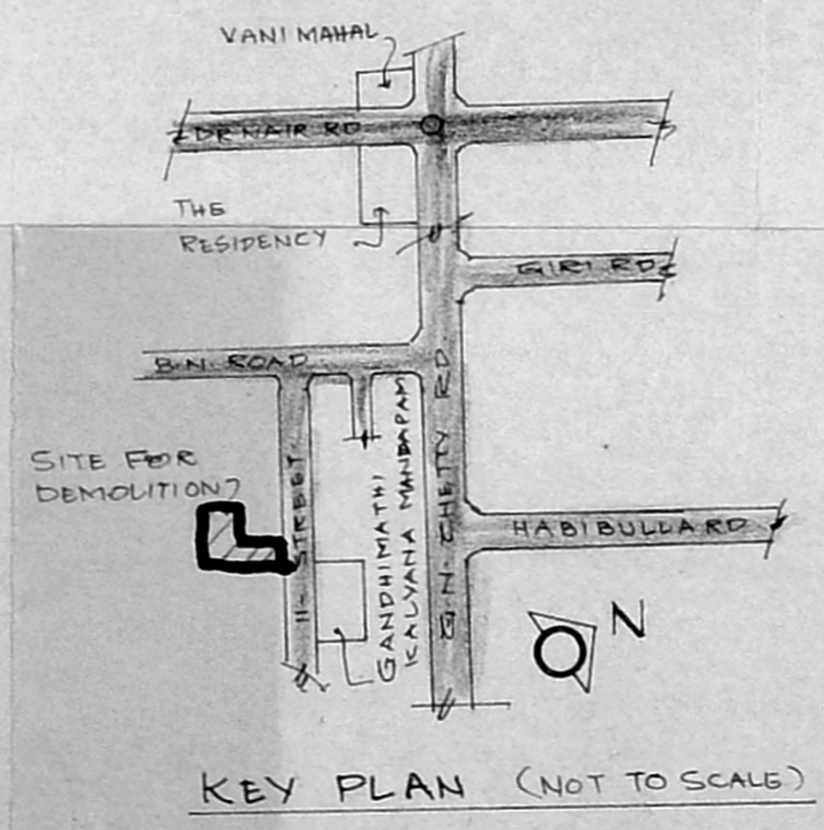 VANI MAHAL
DR NAIR RD
THE
RESIDENCY
GIRI RD
B.N. ROAD
G.N. CHETTY RD
SITE FOR
DEMOLITION
II STREET
GANDHIMATHI
KALYANA MANDAPAM
HABIBULLA RD
N
KEY PLAN (NOT TO SCALE)